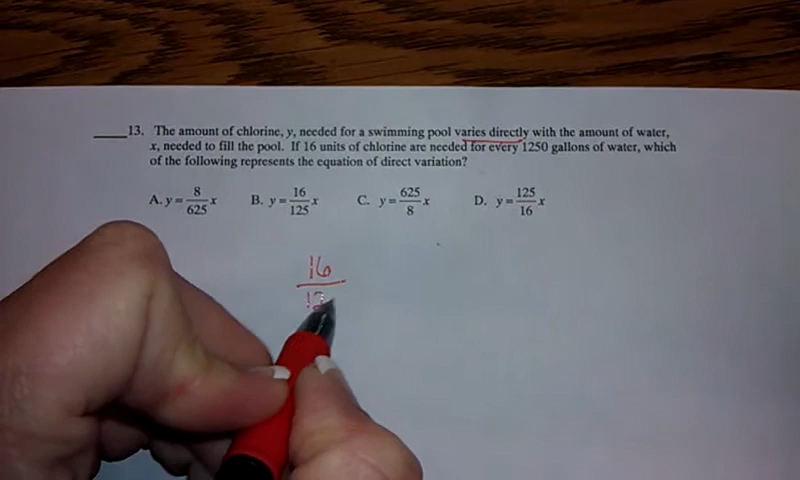 13. The amount of chlorine, y, needed for a swimming pool varies directly with the amount of water,
x, needed to fill the pool. If 16 units of chlorine are needed for every 1250 gallons of water, which
of the following represents the equation of direct variation?
A. y = 8/625 x B. y = 16/125 x C. y = 625/8 x D. y = 125/16 x
16
12